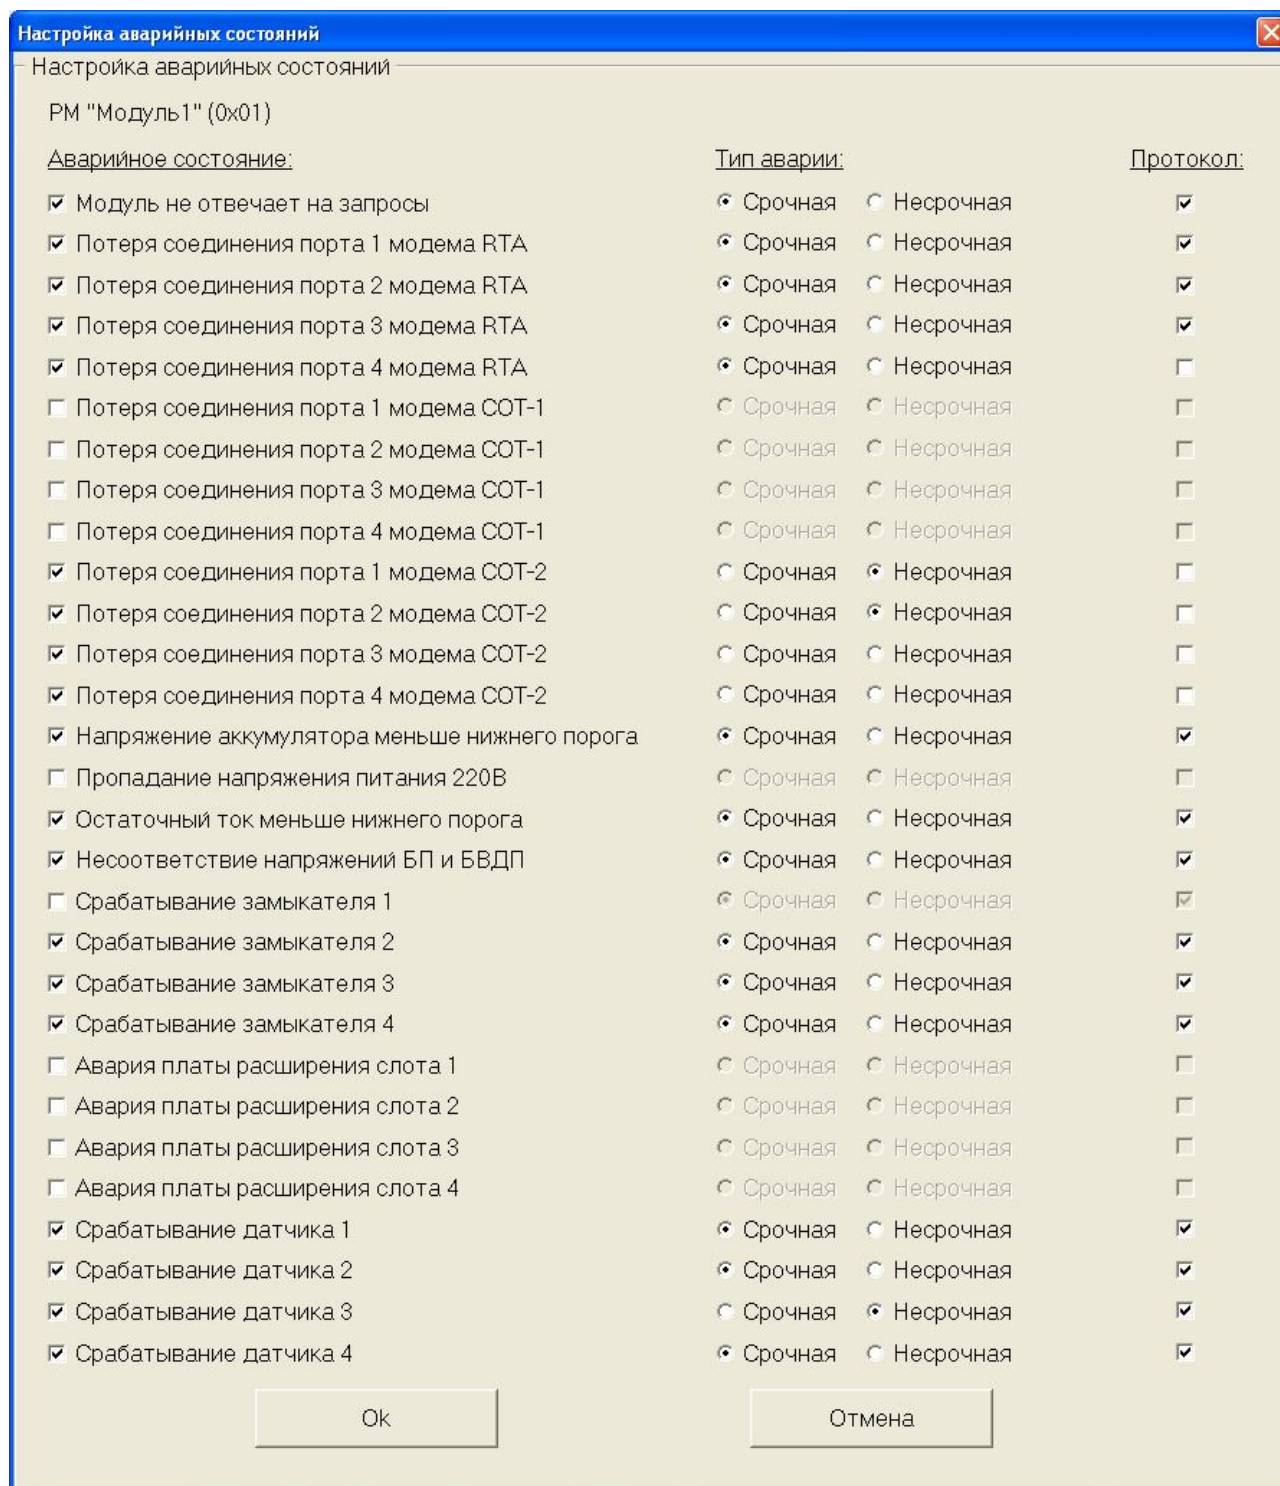 Настройка аварийных состояний
Настройка аварийных состояний
РМ "Модуль1" (0x01)
Аварийное состояние: Тип аварии: Протокол:
Модуль не отвечает на запросы Срочная Несрочная
Потеря соединения порта 1 модема RTA Срочная Несрочная
Потеря соединения порта 2 модема RTA Срочная Несрочная
Потеря соединения порта 3 модема RTA Срочная Несрочная
Потеря соединения порта 4 модема RTA Срочная Несрочная
Потеря соединения порта 1 модема СОТ-1 Срочная Несрочная
Потеря соединения порта 2 модема СОТ-1 Срочная Несрочная
Потеря соединения порта 3 модема СОТ-1 Срочная Несрочная
Потеря соединения порта 4 модема СОТ-1 Срочная Несрочная
Потеря соединения порта 1 модема СОТ-2 Срочная Несрочная
Потеря соединения порта 2 модема СОТ-2 Срочная Несрочная
Потеря соединения порта 3 модема СОТ-2 Срочная Несрочная
Потеря соединения порта 4 модема СОТ-2 Срочная Несрочная
Напряжение аккумулятора меньше нижнего порога Срочная Несрочная
Пропадание напряжения питания 220В Срочная Несрочная
Остаточный ток меньше нижнего порога Срочная Несрочная
Несоответствие напряжений БП и БВДП Срочная Несрочная
Срабатывание замыкателя 1 Срочная Несрочная
Срабатывание замыкателя 2 Срочная Несрочная
Срабатывание замыкателя 3 Срочная Несрочная
Срабатывание замыкателя 4 Срочная Несрочная
Авария платы расширения слота 1 Срочная Несрочная
Авария платы расширения слота 2 Срочная Несрочная
Авария платы расширения слота 3 Срочная Несрочная
Авария платы расширения слота 4 Срочная Несрочная
Срабатывание датчика 1 Срочная Несрочная
Срабатывание датчика 2 Срочная Несрочная
Срабатывание датчика 3 Срочная Несрочная
Срабатывание датчика 4 Срочная Несрочная
Ok Отмена